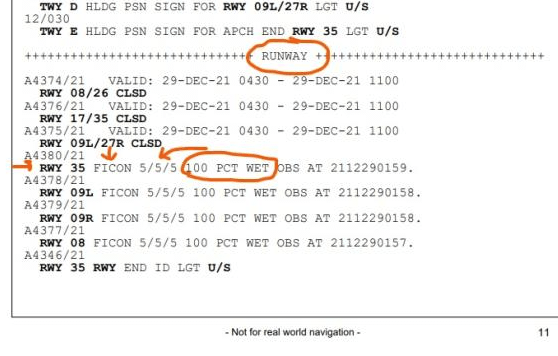 TWY D HLDG PSN SIGN FOR RWY 09L/27R LGT U/S
12/030
TWY E HLDG PSN SIGN FOR APCH END RWY 35 LGT U/S
++++++++++++++++++++++++++++ RUNWAY ++++++++++++++++++++++++++++
A4374/21 VALID: 29-DEC-21 0430 - 29-DEC-21 1100
RWY 08/26 CLSD
A4376/21 VALID: 29-DEC-21 0430 - 29-DEC-21 1100
RWY 17/35 CLSD
A4375/21 VALID: 29-DEC-21 0430 - 29-DEC-21 1100
RWY 09L/27R CLSD
A4380/21
RWY 35 FICON 5/5/5 100 PCT WET OBS AT 2112290159.
A4378/21
RWY 09L FICON 5/5/5 100 PCT WET OBS AT 2112290158.
A4379/21
RWY 09R FICON 5/5/5 100 PCT WET OBS AT 2112290158.
A4377/21
RWY 08 FICON 5/5/5 100 PCT WET OBS AT 2112290157.
A4346/21
RWY 35 RWY END ID LGT U/S
- Not for real world navigation -
11